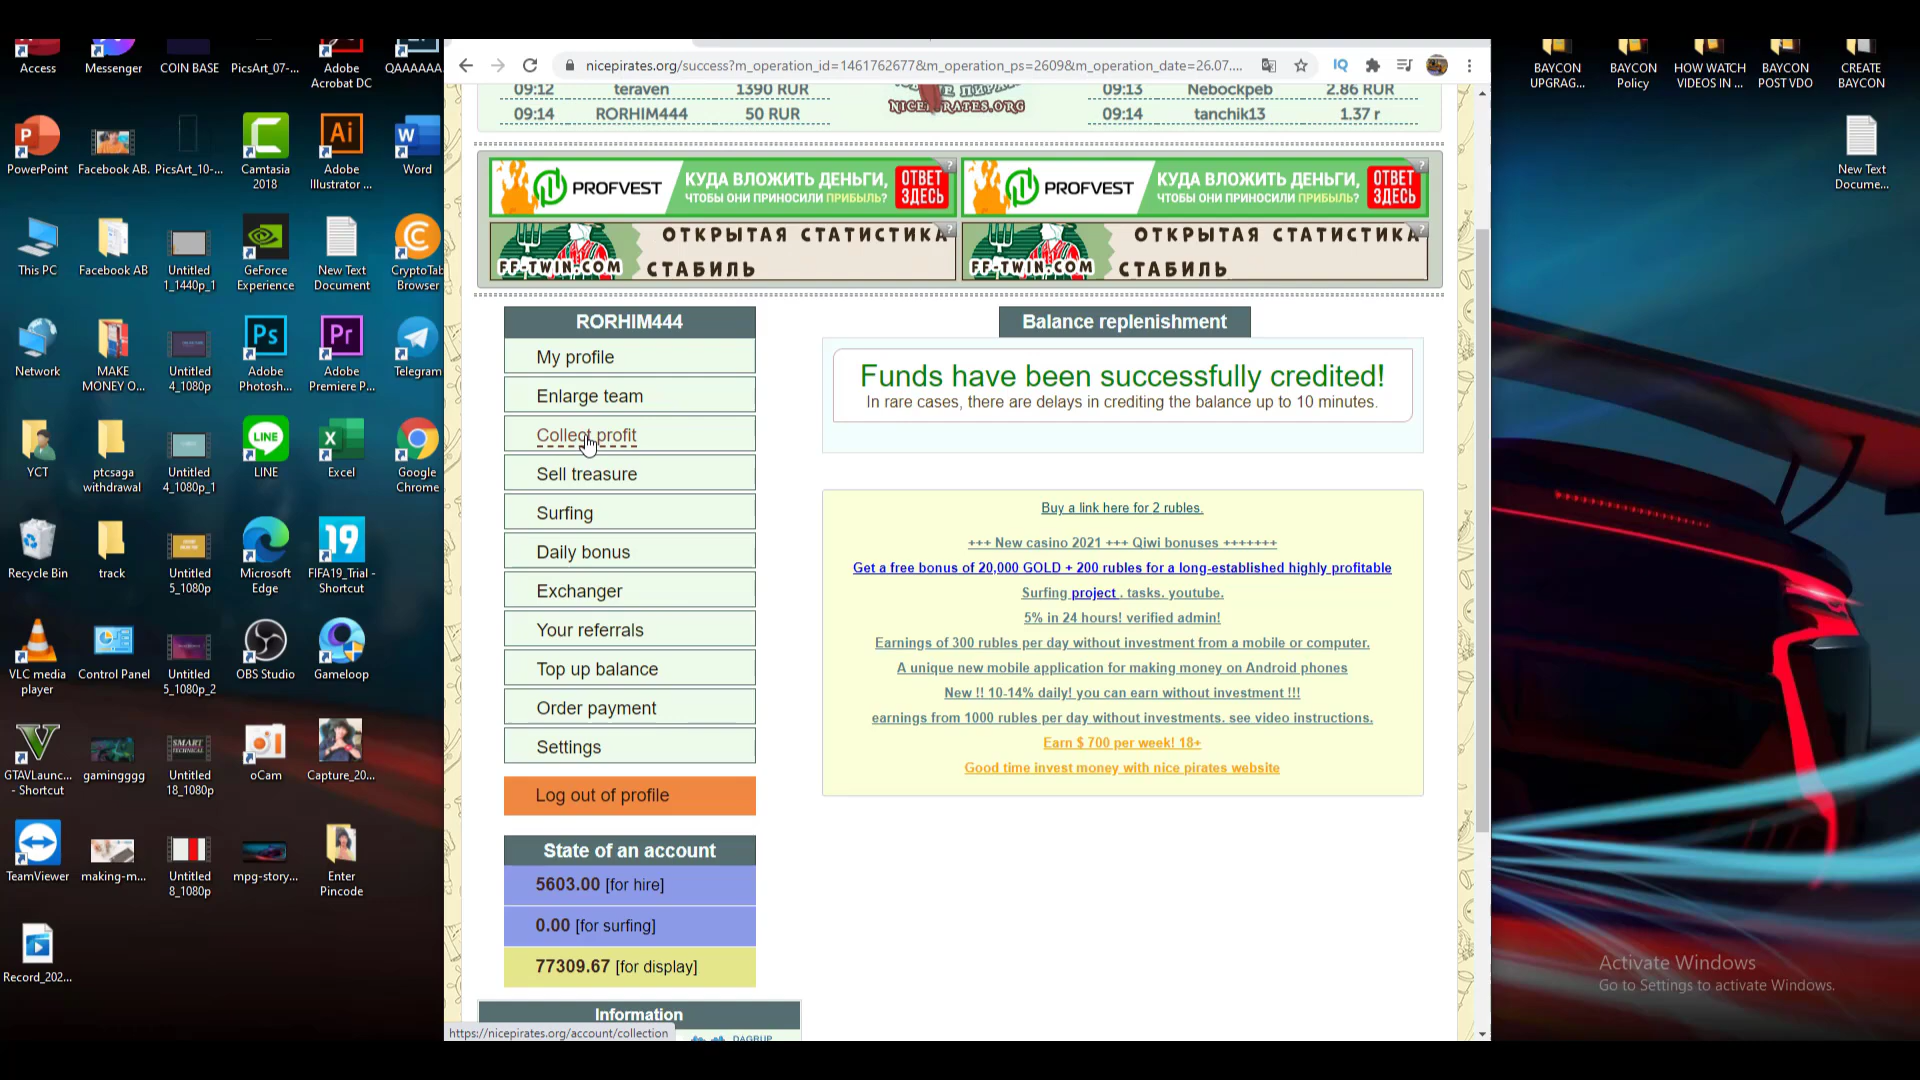 Access
Messenger
COIN BASE
PicsArt_07-...
Adobe
Acrobat DC
QAAAAAA
PowerPoint
Facebook AB.
PicsArt_10-...
Camtasia
2018
Adobe
Illustrator ...
Word
This PC
Facebook AB
Untitled
1_1440p_1
GeForce
Experience
New Text
Document
CryptoTab
Browser
Network
MAKE
MONEY O...
Untitled
4_1080p
Adobe
Photosh...
Adobe
Premiere P...
Telegram
YCT
ptcsaga
withdrawal
Untitled
4_1080p_1
LINE
Excel
Google
Chrome
Recycle Bin
track
Untitled
5_1080p
Microsoft
Edge
FIFA19_Trial -
Shortcut
VLC media
player
Control Panel
Untitled
5_1080p_2
OBS Studio
Gameloop
GTAVLaunc...
- Shortcut
gamingggg
Untitled
18_1080p
oCam
Capture_20...
TeamViewer
making-m...
Untitled
8_1080p
mpg-story...
Enter
Pincode
Record_202...
nicepirates.org/success?m_operation_id=1461762677&m_operation_ps=2609&m_operation_date=26.07....
IQ
09:12 teraven 1390 RUR
09:14 RORHIM444 50 RUR
09:13 Nebockpeb 2.86 RUR
09:14 tanchik13 1.37 r
PROFVEST КУДА ВЛОЖИТЬ ДЕНЬГИ, ЧТОБЫ ОНИ ПРИНОСИЛИ ПРИБЫЛЬ? ОТВЕТ ЗДЕСЬ
PROFVEST КУДА ВЛОЖИТЬ ДЕНЬГИ, ЧТОБЫ ОНИ ПРИНОСИЛИ ПРИБЫЛЬ? ОТВЕТ ЗДЕСЬ
FF-TWIN.COM ОТКРЫТАЯ СТАТИСТИКА СТАБИЛЬ
FF-TWIN.COM ОТКРЫТАЯ СТАТИСТИКА СТАБИЛЬ
RORHIM444
My profile
Enlarge team
Collect profit
Sell treasure
Surfing
Daily bonus
Exchanger
Your referrals
Top up balance
Order payment
Settings
Log out of profile
State of an account
5603.00 [for hire]
0.00 [for surfing]
77309.67 [for display]
Information
https://nicepirates.org/account/collection
Balance replenishment
Funds have been successfully credited!
In rare cases, there are delays in crediting the balance up to 10 minutes.
Buy a link here for 2 rubles.
+++ New casino 2021 +++ Qiwi bonuses +++++++
Get a free bonus of 20,000 GOLD + 200 rubles for a long-established highly profitable
Surfing project . tasks. youtube.
5% in 24 hours! verified admin!
Earnings of 300 rubles per day without investment from a mobile or computer.
A unique new mobile application for making money on Android phones
New !! 10-14% daily! you can earn without investment !!!
earnings from 1000 rubles per day without investments. see video instructions.
Earn $ 700 per week! 18+
Good time invest money with nice pirates website
BAYCON
UPGRAG...
BAYCON
Policy
HOW WATCH
VIDEOS IN ...
BAYCON
POST VDO
CREATE
BAYCON
New Text
Docume...
Activate Windows
Go to Settings to activate Windows.